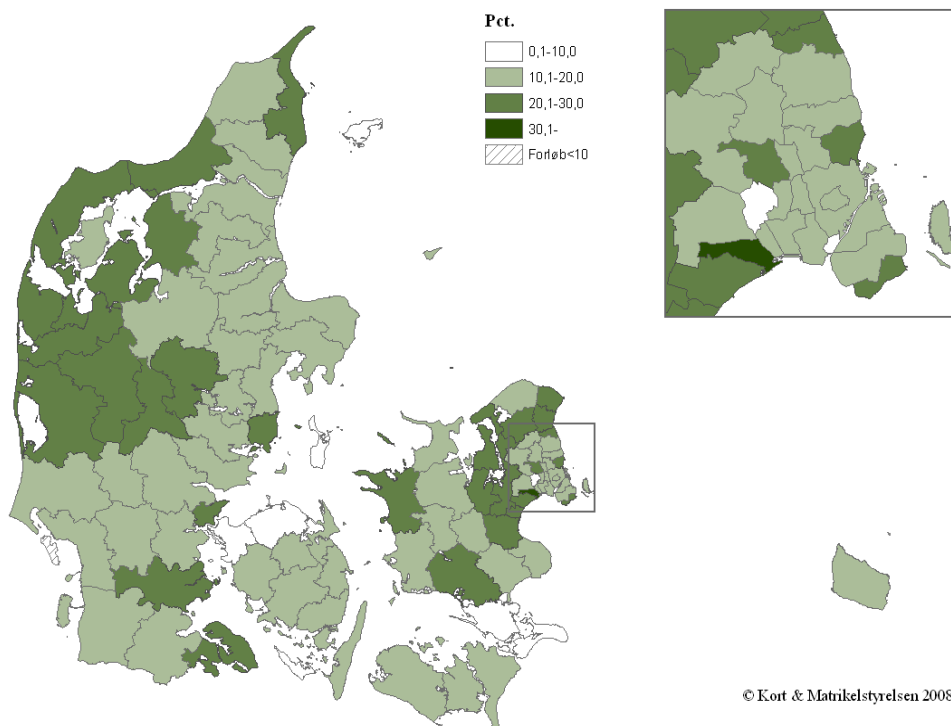 Pct.
0,1-10,0
10,1-20,0
20,1-30,0
30,1-
Forløb<10
© Kort & Matrikelstyrelsen 2008